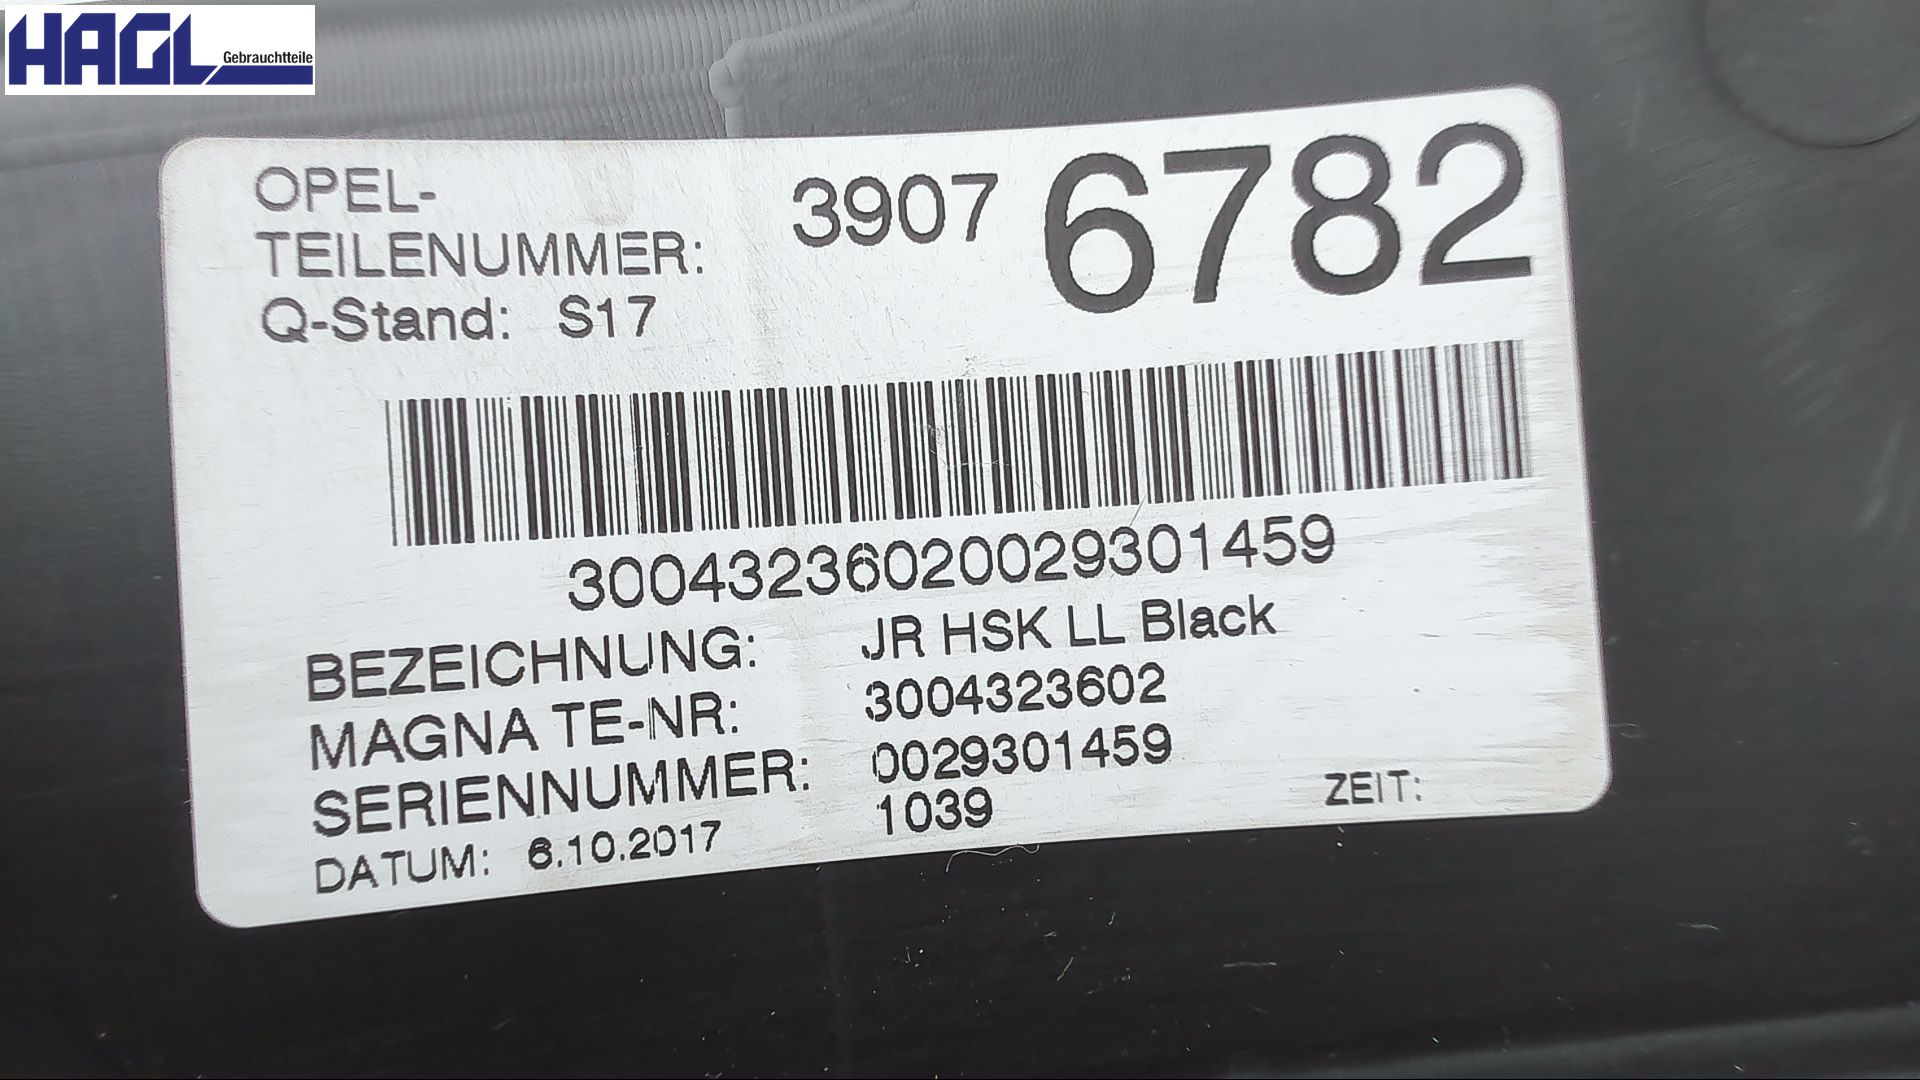 HAGL Gebrauchtteile
OPEL-
TEILENUMMER: 3907 6782
Q-Stand: S17
30043236020029301459
BEZEICHNUNG: JR HSK LL Black
MAGNA TE-NR: 3004323602
SERIENNUMMER: 0029301459
1039 ZEIT:
DATUM: 6.10.2017